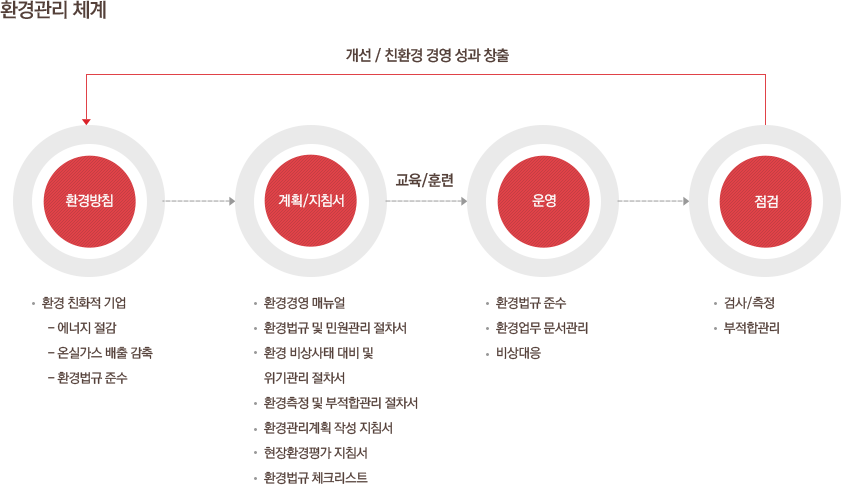 환경관리 체계
개선 / 친환경 경영 성과 창출
환경방침
계획/지침서
교육/훈련
운영
점검
• 환경 친화적 기업
– 에너지 절감
– 온실가스 배출 감축
– 환경법규 준수
• 환경경영 매뉴얼
• 환경법규 및 민원관리 절차서
• 환경 비상사태 대비 및
위기관리 절차서
• 환경측정 및 부적합관리 절차서
• 환경관리계획 작성 지침서
• 현장환경평가 지침서
• 환경법규 체크리스트
• 환경법규 준수
• 환경업무 문서관리
• 비상대응
• 검사/측정
• 부적합관리